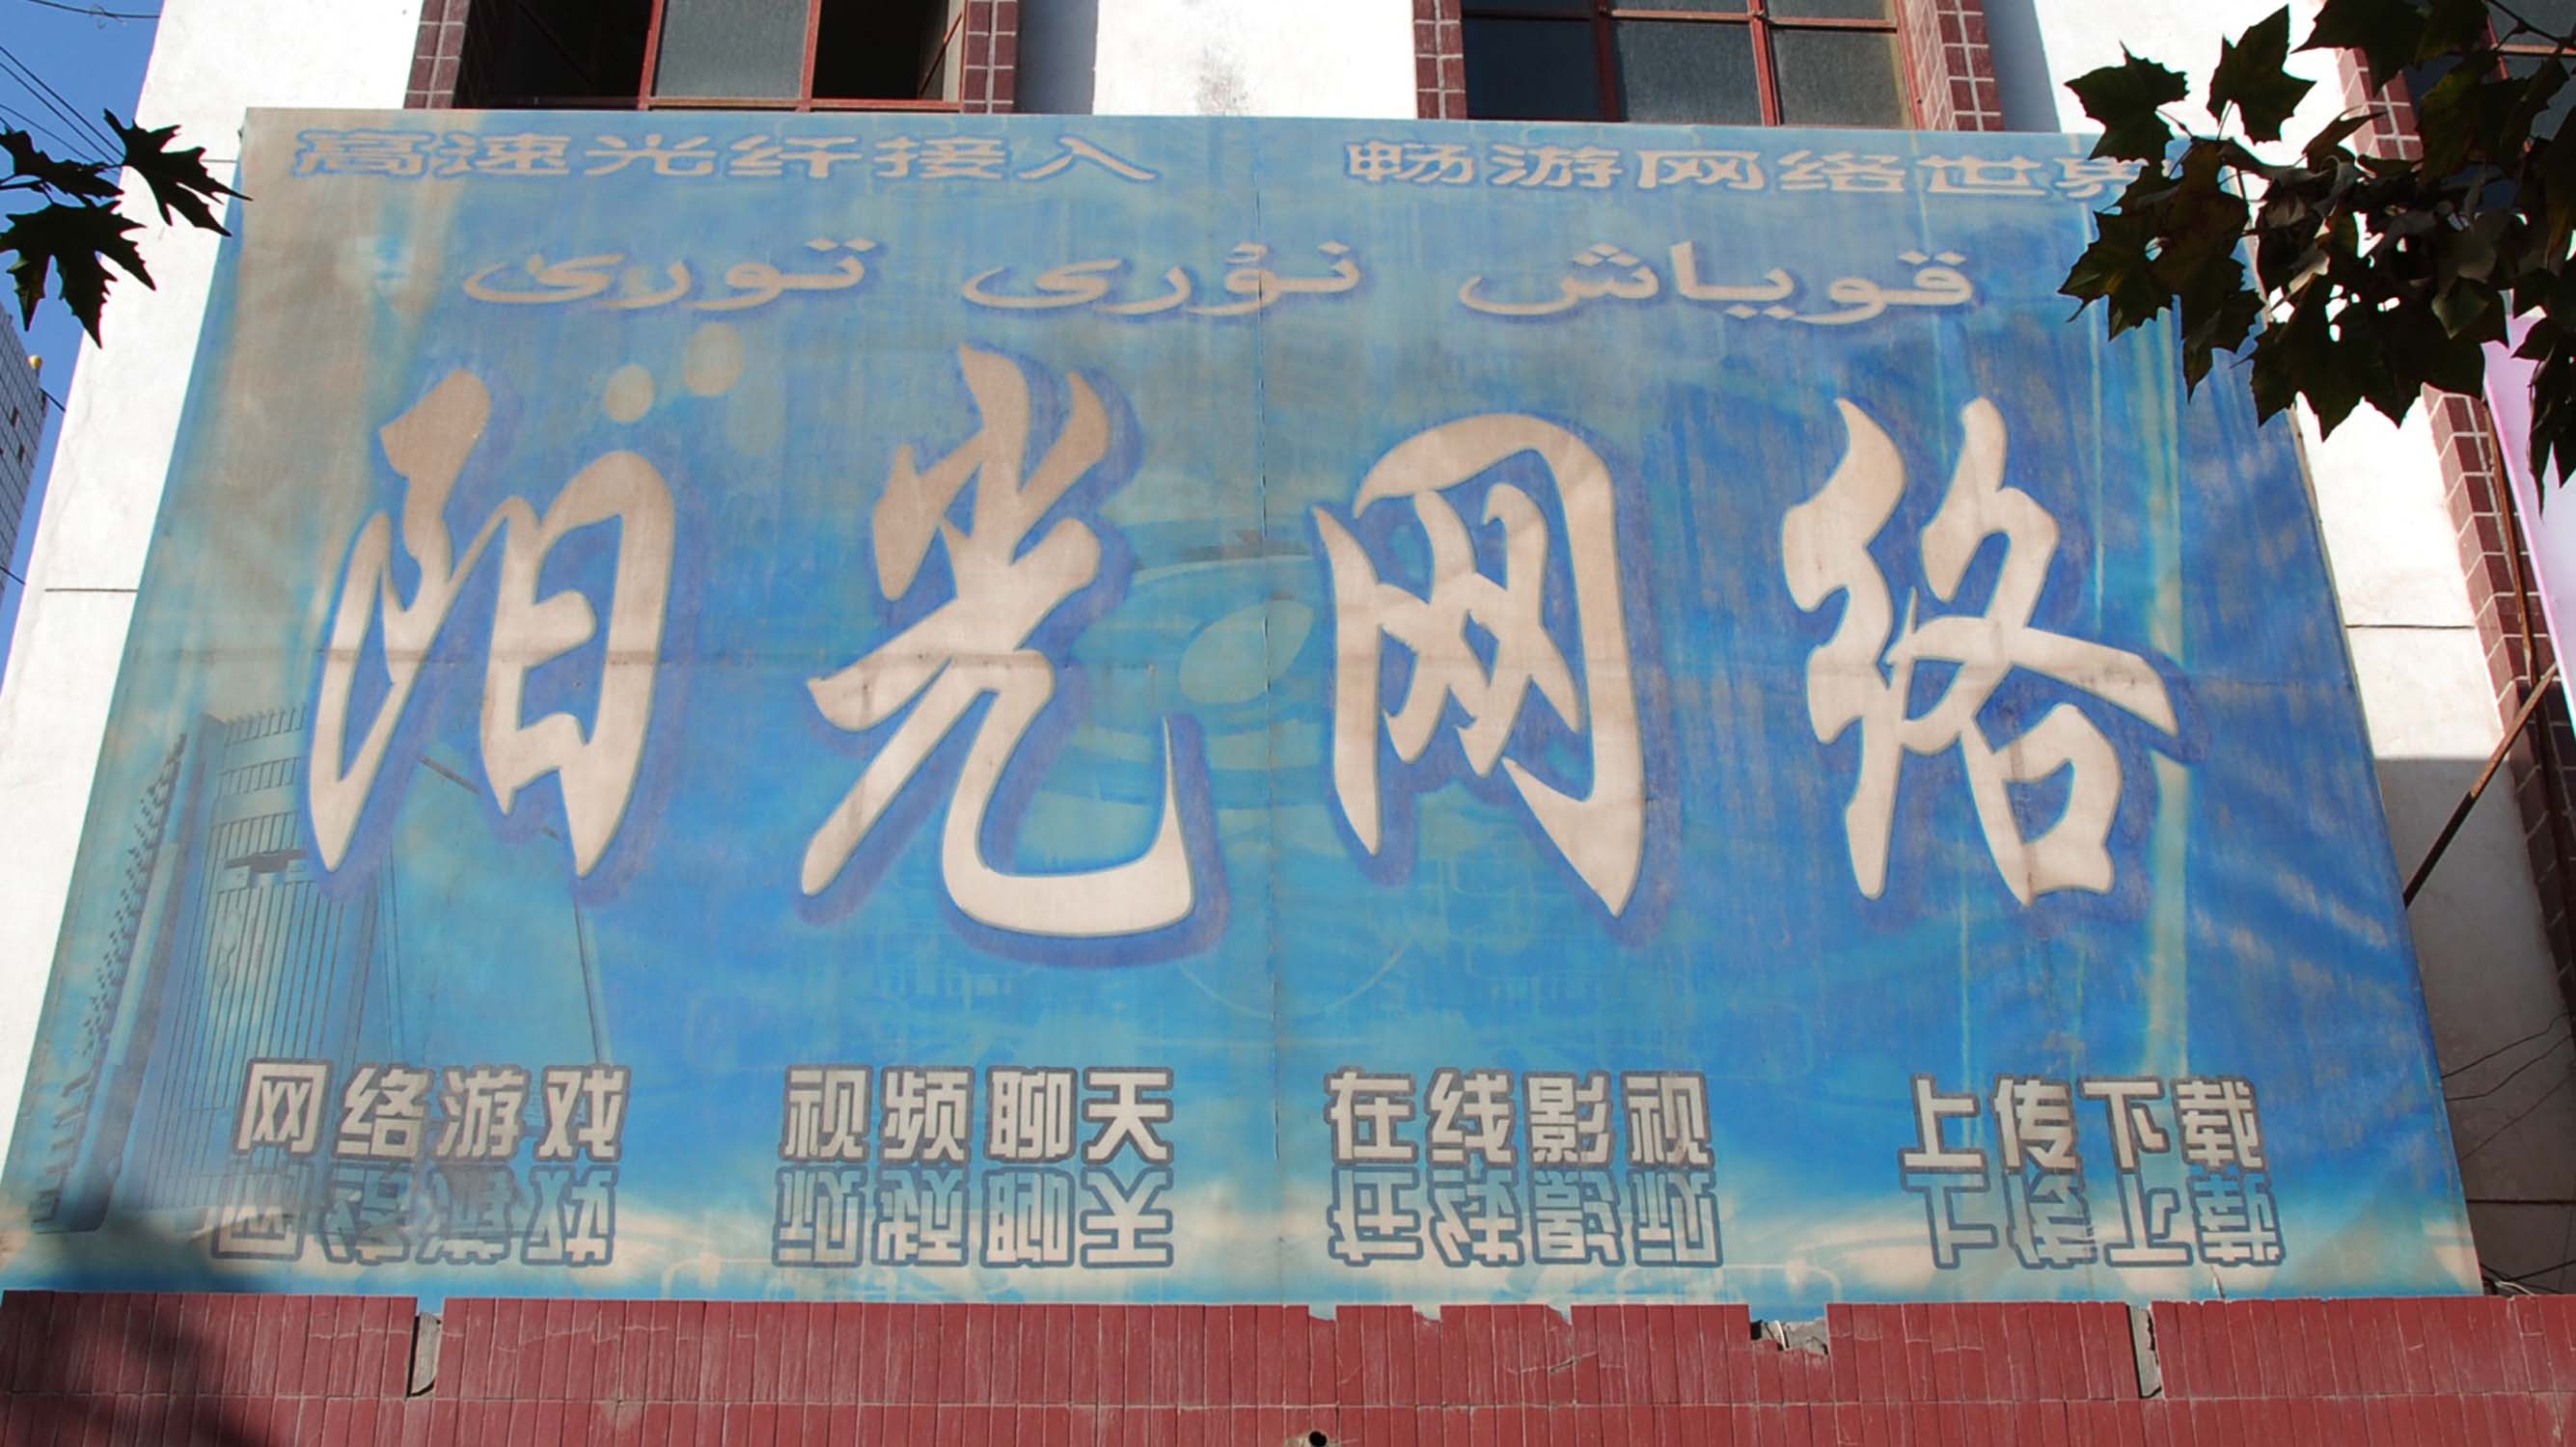 高速光纤接入 畅游网络世界
قۇياش نۇرى تورى
阳光网络
网络游戏 视频聊天 在线影视 上传下载